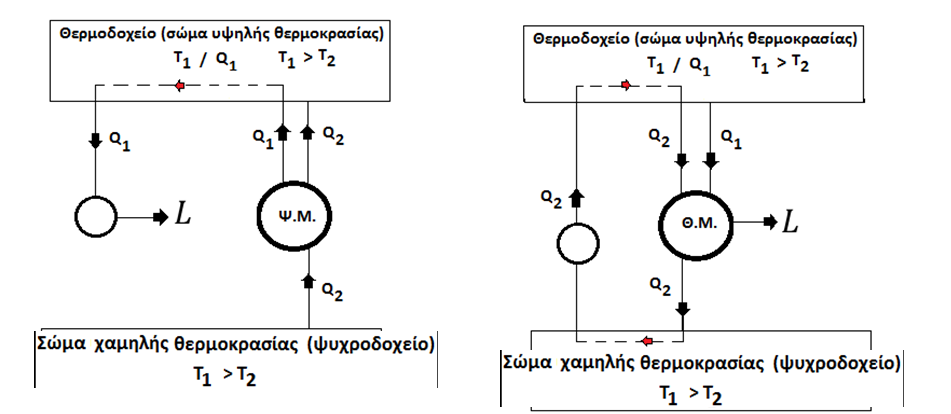 Θερμοδοχείο (σώμα υψηλής θερμοκρασίας)
T1 / Q1 T1 > T2
Q1
Q1
Q2
L
Ψ.Μ.
Q2
Σώμα χαμηλής θερμοκρασίας (ψυχροδοχείο)
T1 > T2
Θερμοδοχείο (σώμα υψηλής θερμοκρασίας)
T1 / Q1 T1 > T2
Q2
Q1
Q2
Θ.Μ.
L
Q2
Σώμα χαμηλής θερμοκρασίας (ψυχροδοχείο)
T1 > T2